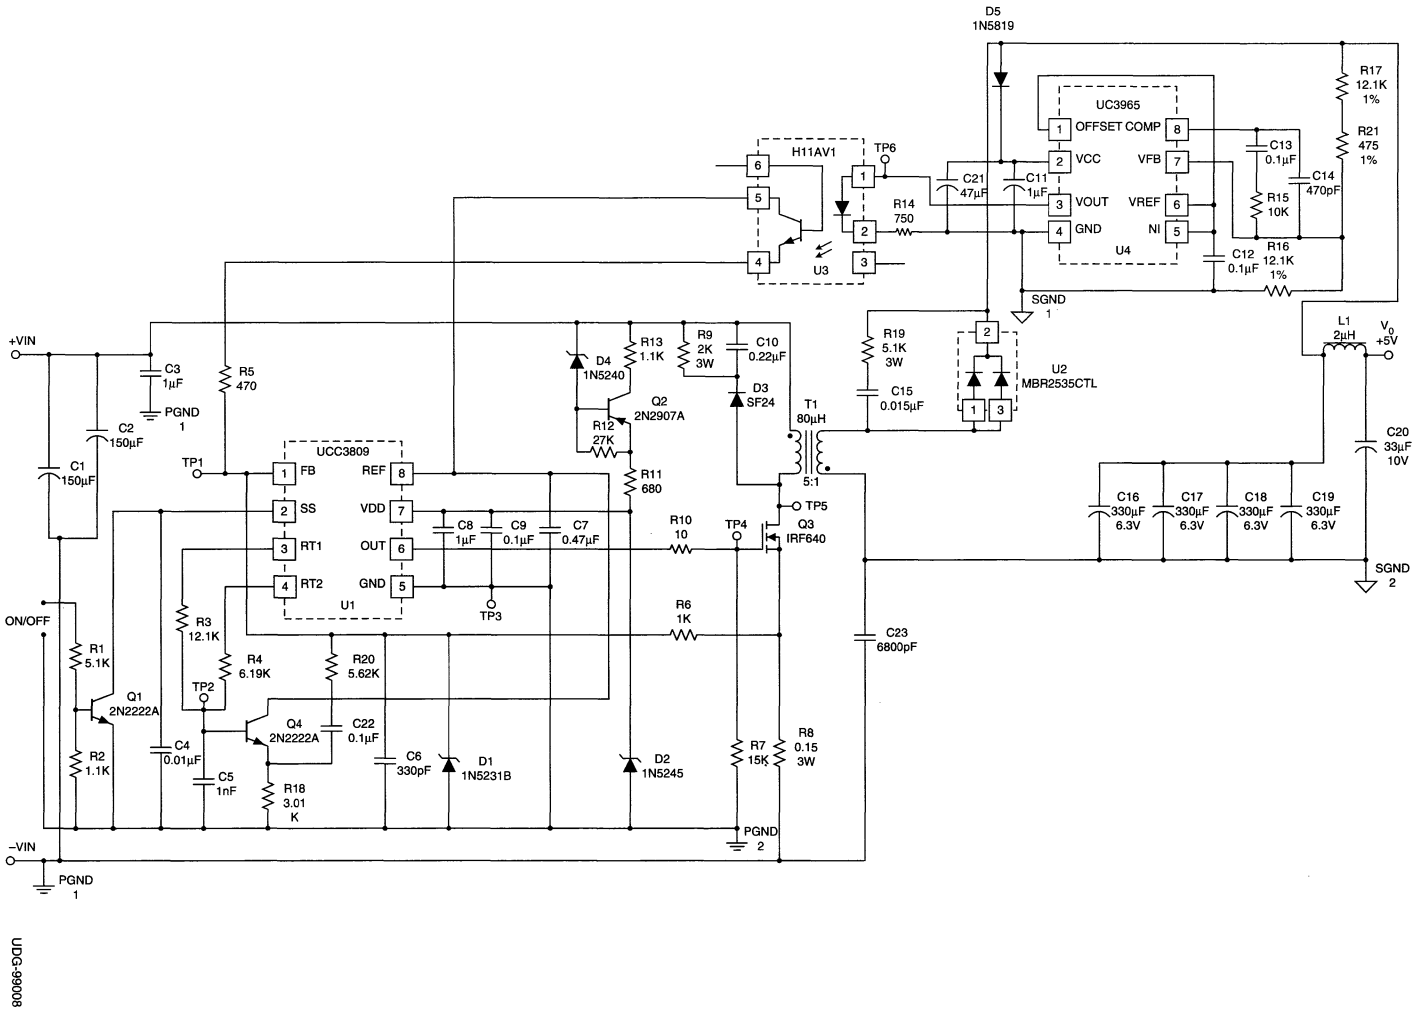 D5
1N5819
R17
12.1K
1%
UC3965
1
OFFSET COMP
8
R21
475
1%
C13
0.1µF
TP6
H11AV1
6
1
2
VCC
VFB
7
C21
47µF
C11
1µF
C14
470pF
5
R14
750
3
VOUT
VREF
6
R15
10K
2
4
GND
NI
5
U4
R16
12.1K
1%
C12
0.1µF
4
3
U3
SGND
1
+VIN
C3
1µF
PGND
1
R5
470
D4
1N5240
R13
1.1K
R9
2K
3W
C10
0.22µF
R19
5.1K
3W
2
U2
MBR2535CTL
L1
2µH
V0
+5V
D3
SF24
C15
0.015µF
1
3
Q2
2N2907A
R12
27K
T1
80µH
5:1
C2
150µF
C1
150µF
C20
33µF
10V
UCC3809
TP1
1
FB
REF
8
R11
680
2
SS
VDD
7
C8
1µF
C9
0.1µF
C7
0.47µF
R10
10
TP4
TP5
Q3
IRF640
C16
330µF
6.3V
C17
330µF
6.3V
C18
330µF
6.3V
C19
330µF
6.3V
3
RT1
OUT
6
4
RT2
GND
5
U1
TP3
SGND
2
ON/OFF
R3
12.1K
R6
1K
C23
6800pF
R1
5.1K
R4
6.19K
R20
5.62K
TP2
Q1
2N2222A
Q4
2N2222A
C22
0.1µF
R2
1.1K
C4
0.01µF
C5
1nF
R18
3.01
K
C6
330pF
D1
1N5231B
D2
1N5245
R7
15K
R8
0.15
3W
PGND
2
–VIN
PGND
1
UDG-99008